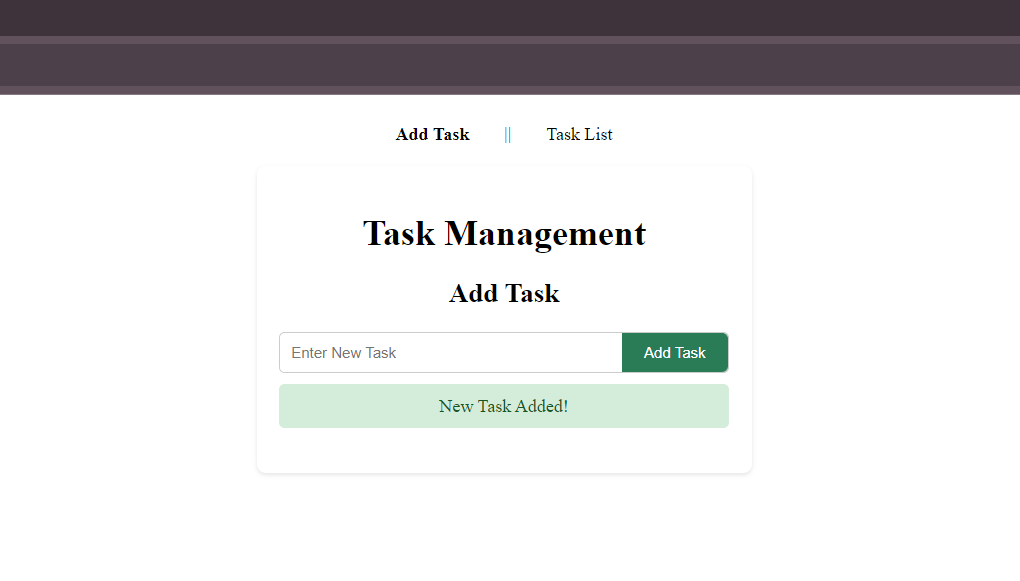 Add Task || Task List
Task Management
Add Task
Enter New Task Add Task
New Task Added!